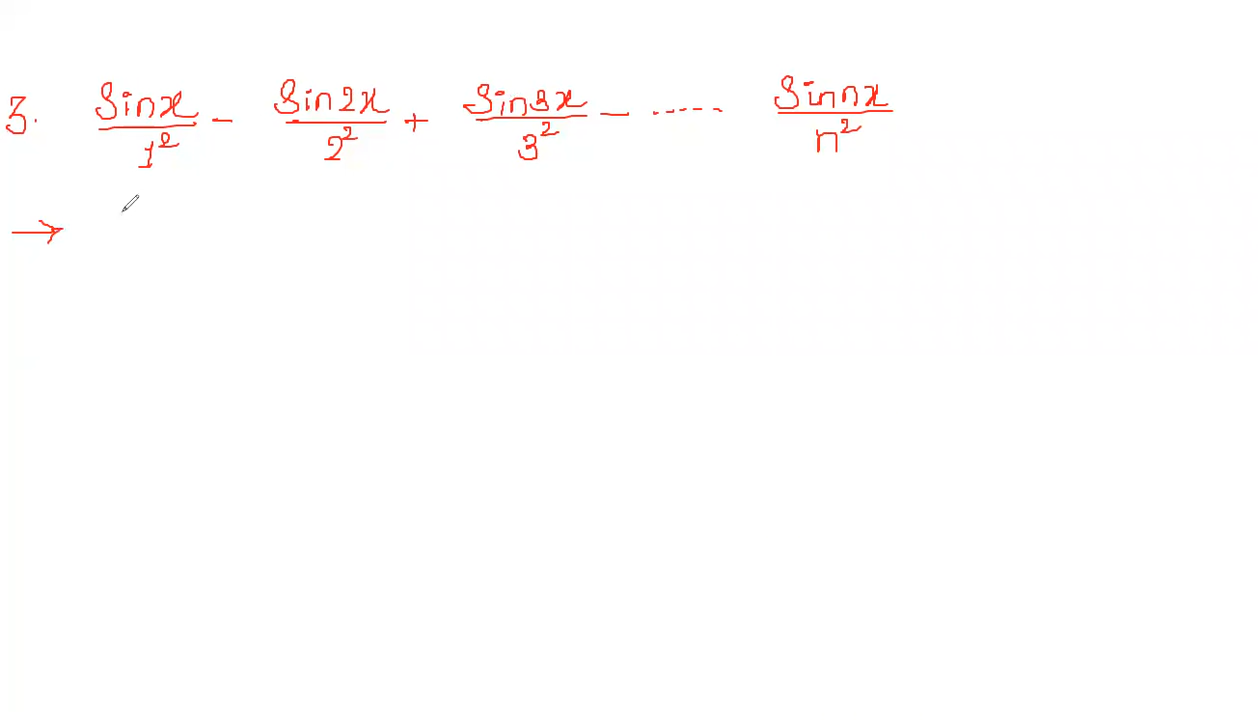 3. sinx/1² - sin2x/2² + sin3x/3² - ..... sinnx/n²
→